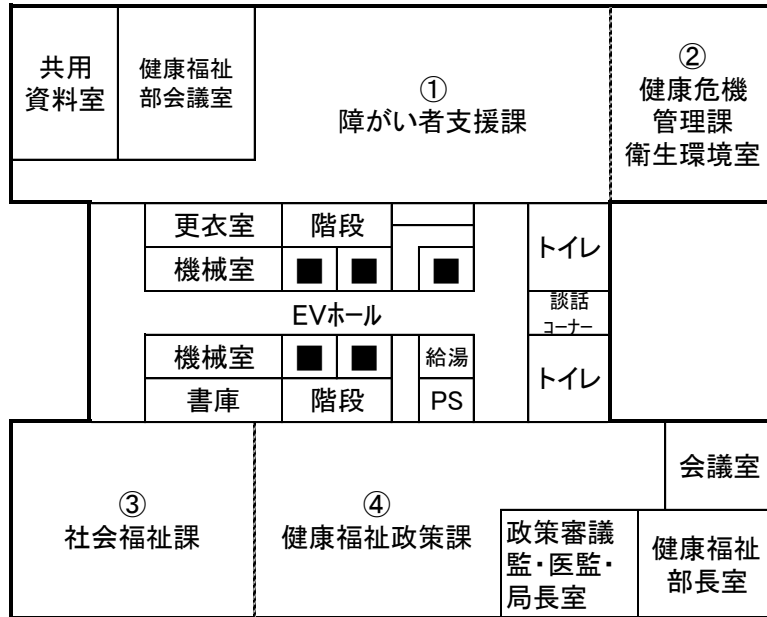 共用
資料室
健康福祉
部会議室
①
障がい者支援課
②
健康危機
管理課
衛生環境室
更衣室
階段
トイレ
機械室
EVホール
談話
コーナー
機械室
給湯
トイレ
書庫
階段
PS
③
社会福祉課
④
健康福祉政策課
会議室
政策審議
監・医監・
局長室
健康福祉
部長室